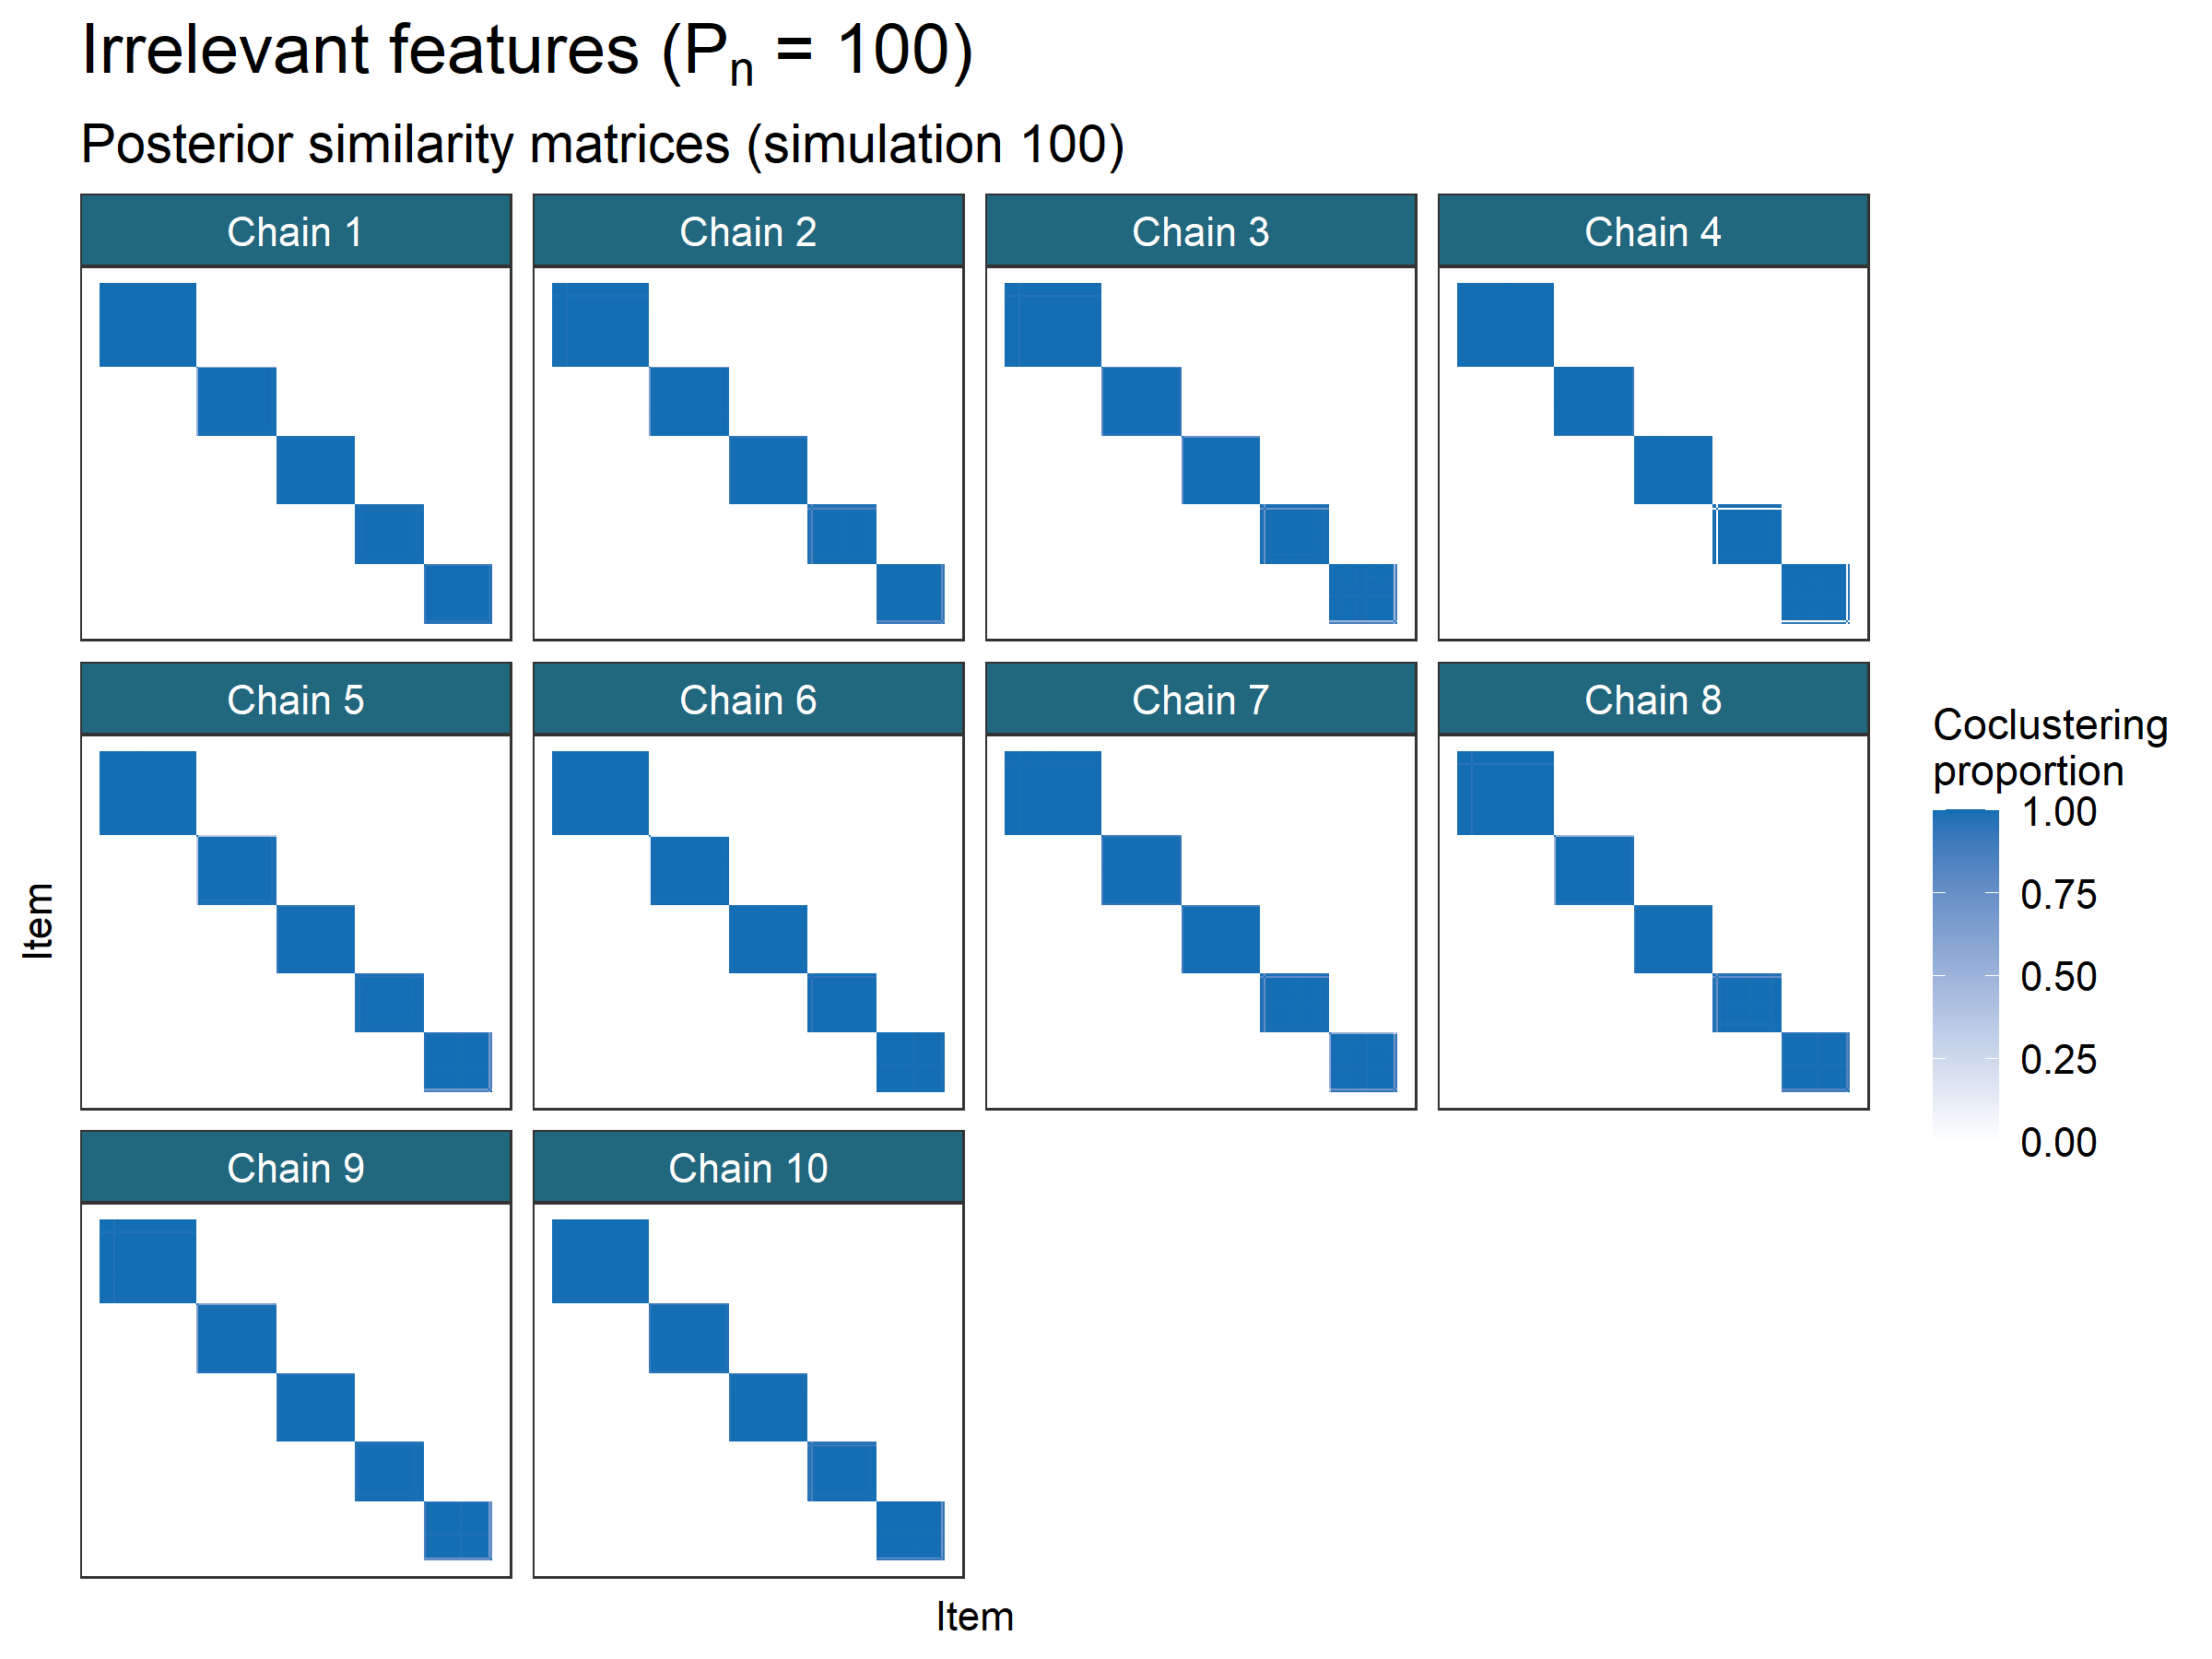 Irrelevant features (Pn = 100)
Posterior similarity matrices (simulation 100)
Chain 1
Chain 2
Chain 3
Chain 4
Chain 5
Chain 6
Chain 7
Chain 8
Chain 9
Chain 10
Item
Item
Coclustering
proportion
1.00
0.75
0.50
0.25
0.00